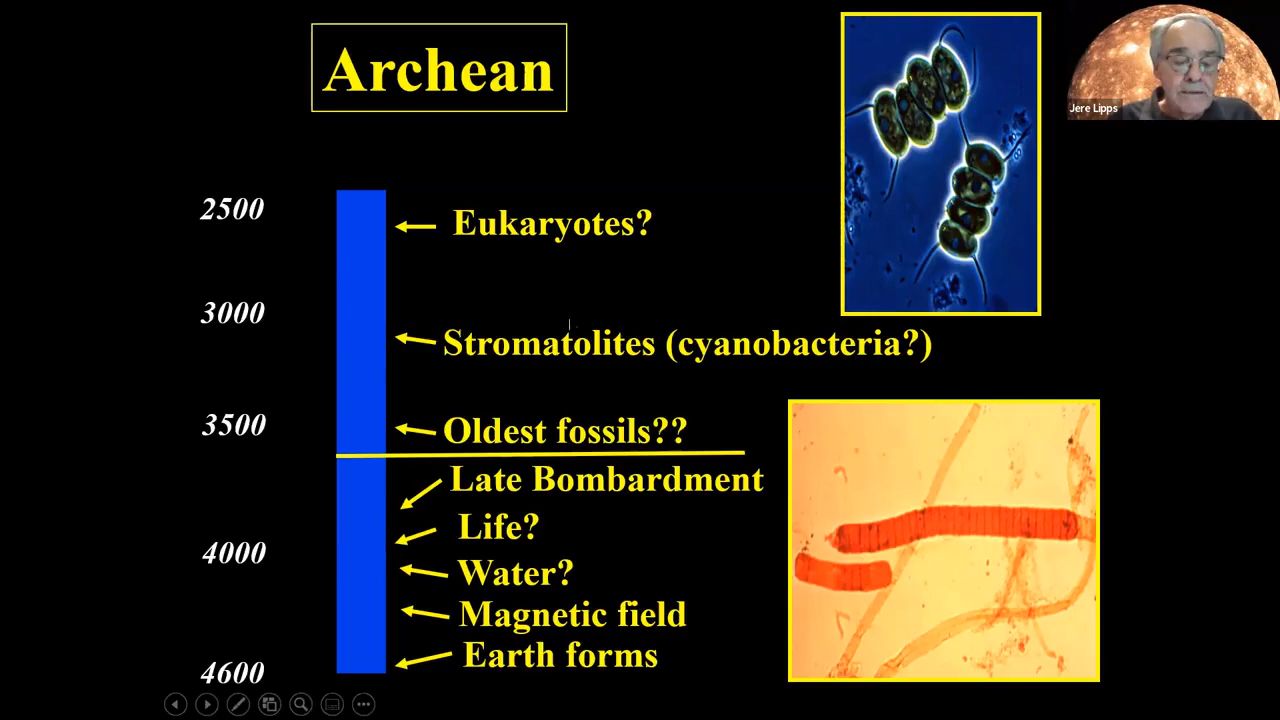 Archean
Jere Lipps
2500
Eukaryotes?
3000
Stromatolites (cyanobacteria?)
3500
Oldest fossils??
Late Bombardment
Life?
4000
Water?
Magnetic field
Earth forms
4600